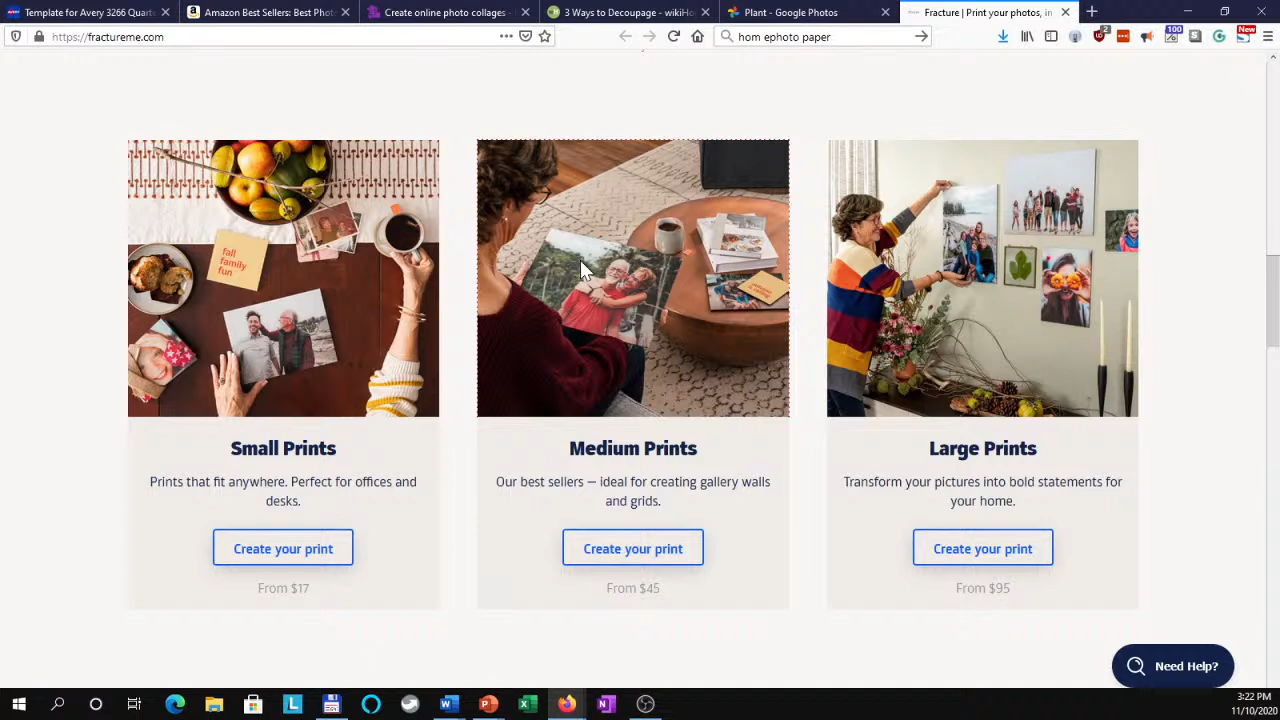 Template for Avery 3266 Quart
Amazon Best Sellers: Best Phot
Create online photo collages -
3 Ways to Decoupage - wikiHo
Plant - Google Photos
Fracture | Print your photos, in
https://fractureme.com
hom ephoto paper
2
100
New
fall
family
fun
Small Prints
Prints that fit anywhere. Perfect for offices and
desks.
Create your print
From $17
Medium Prints
Our best sellers — ideal for creating gallery walls
and grids.
Create your print
From $45
Large Prints
Transform your pictures into bold statements for
your home.
Create your print
From $95
Need Help?
3:22 PM
11/10/2020